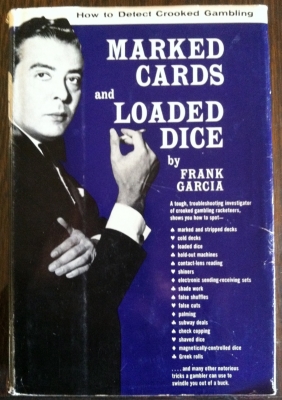 How to Detect Crooked Gambling
MARKED
CARDS
and
LOADED
DICE
by
FRANK
GARCIA
A tough, troubleshooting investigator
of crooked gambling racketeers,
shows you how to spot—
♠ marked and stripped decks
♥ cold decks
♦ loaded dice
♣ hold-out machines
♠ contact-lens reading
♥ shiners
♦ electronic sending-receiving sets
♣ shade work
♠ false shuffles
♥ false cuts
♦ palming
♣ subway deals
♠ check copping
♥ shaved dice
♦ magnetically-controlled dice
♣ Greek rolls
. . . . and many other notorious
tricks a gambler can use to
swindle you out of a buck.